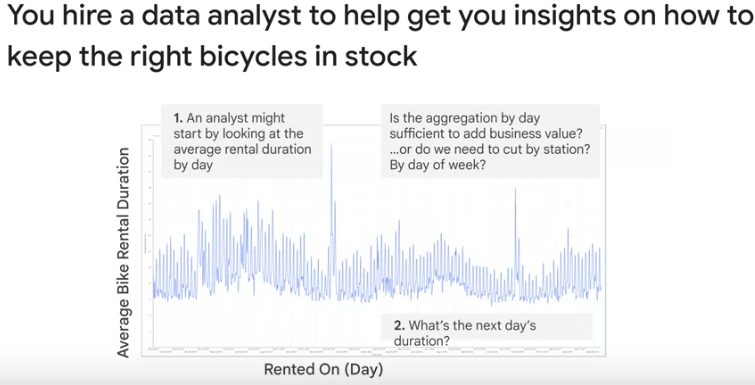 You hire a data analyst to help get you insights on how to
keep the right bicycles in stock
1. An analyst might
start by looking at the
average rental duration
by day
Is the aggregation by day
sufficient to add business value?
...or do we need to cut by station?
By day of week?
Average Bike Rental Duration
2. What's the next day's
duration?
Rented On (Day)